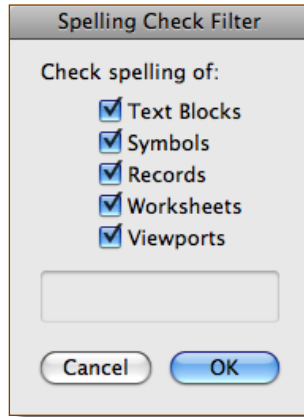 Spelling Check Filter
Check spelling of:
Text Blocks
Symbols
Records
Worksheets
Viewports
Cancel OK